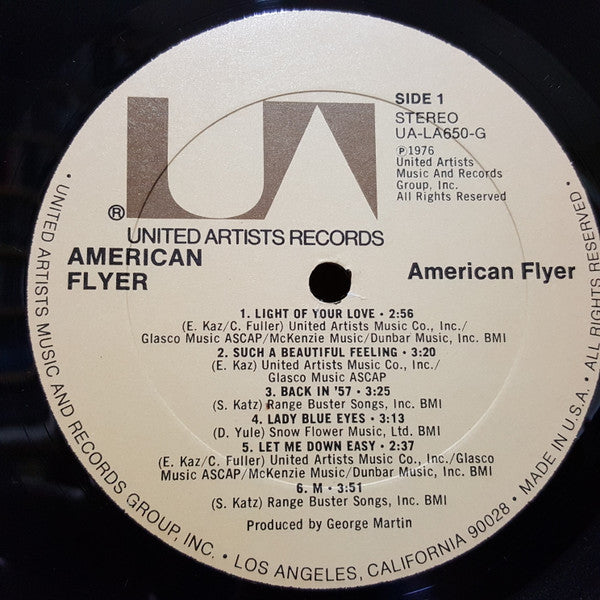 UA
®
UNITED ARTISTS RECORDS
SIDE 1
STEREO
UA-LA650-G
℗1976
United Artists
Music And Records
Group, Inc.
All Rights Reserved
AMERICAN
FLYER
American Flyer
1. LIGHT OF YOUR LOVE • 2:56
(E. Kaz/C. Fuller) United Artists Music Co., Inc./
Glasco Music ASCAP/McKenzie Music/Dunbar Music, Inc. BMI
2. SUCH A BEAUTIFUL FEELING • 3:20
(E. Kaz) United Artists Music Co., Inc./
Glasco Music ASCAP
3. BACK IN '57 • 3:25
(S. Katz) Range Buster Songs, Inc. BMI
4. LADY BLUE EYES • 3:13
(D. Yule) Snow Flower Music, Ltd. BMI
5. LET ME DOWN EASY • 2:37
(E. Kaz/C. Fuller) United Artists Music Co., Inc./Glasco
Music ASCAP/McKenzie Music/Dunbar Music, Inc. BMI
6. M • 3:51
(S. Katz) Range Buster Songs, Inc. BMI
Produced by George Martin
• UNITED ARTISTS MUSIC AND RECORDS GROUP, INC. • LOS ANGELES, CALIFORNIA 90028 • MADE IN U.S.A. • ALL RIGHTS RESERVED •